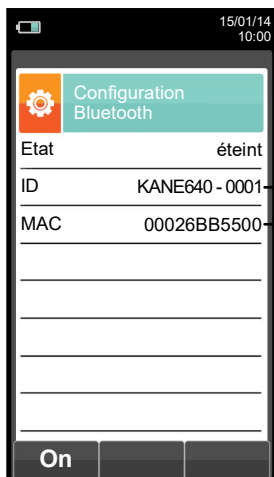 15/01/14
10:00
Configuration
Bluetooth
Etat éteint
ID KANE640 - 0001
MAC 00026BB5500
On